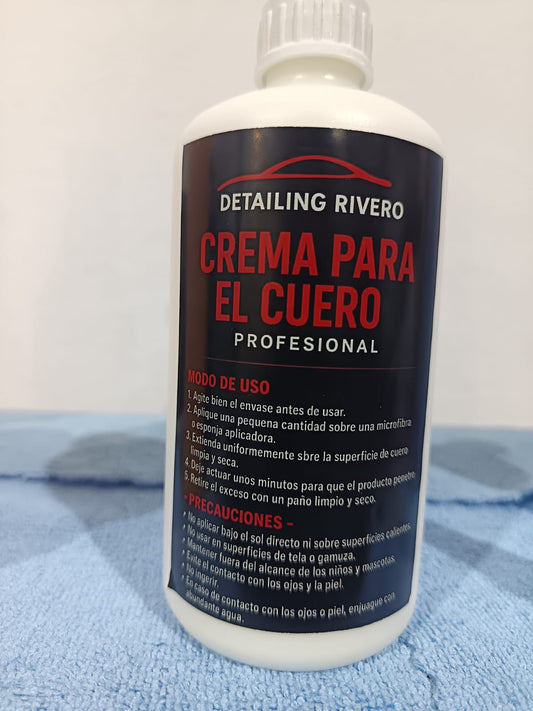 DETAILING RIVERO
CREMA PARA
EL CUERO
PROFESIONAL
MODO DE USO
1. Agite bien el envase antes de usar.
2. Aplique una pequena cantidad sobre una microfibra
o esponja aplicadora.
3. Extienda uniformemente sbre la superficie de cuero
limpia y seca.
4. Deje actuar unos minutos para que el producto penetre.
5. Retire el exceso con un paño limpio y seco.
- PRECAUCIONES -
• No aplicar bajo el sol directo ni sobre superficies calientes.
• No usar en superficies de tela o gamuza.
• Mantener fuera del alcance de los niños y mascotas.
• Evite el contacto con los ojos y la piel.
• No ingerir.
• En caso de contacto con los ojos o piel, enjuague con
abundante agua.